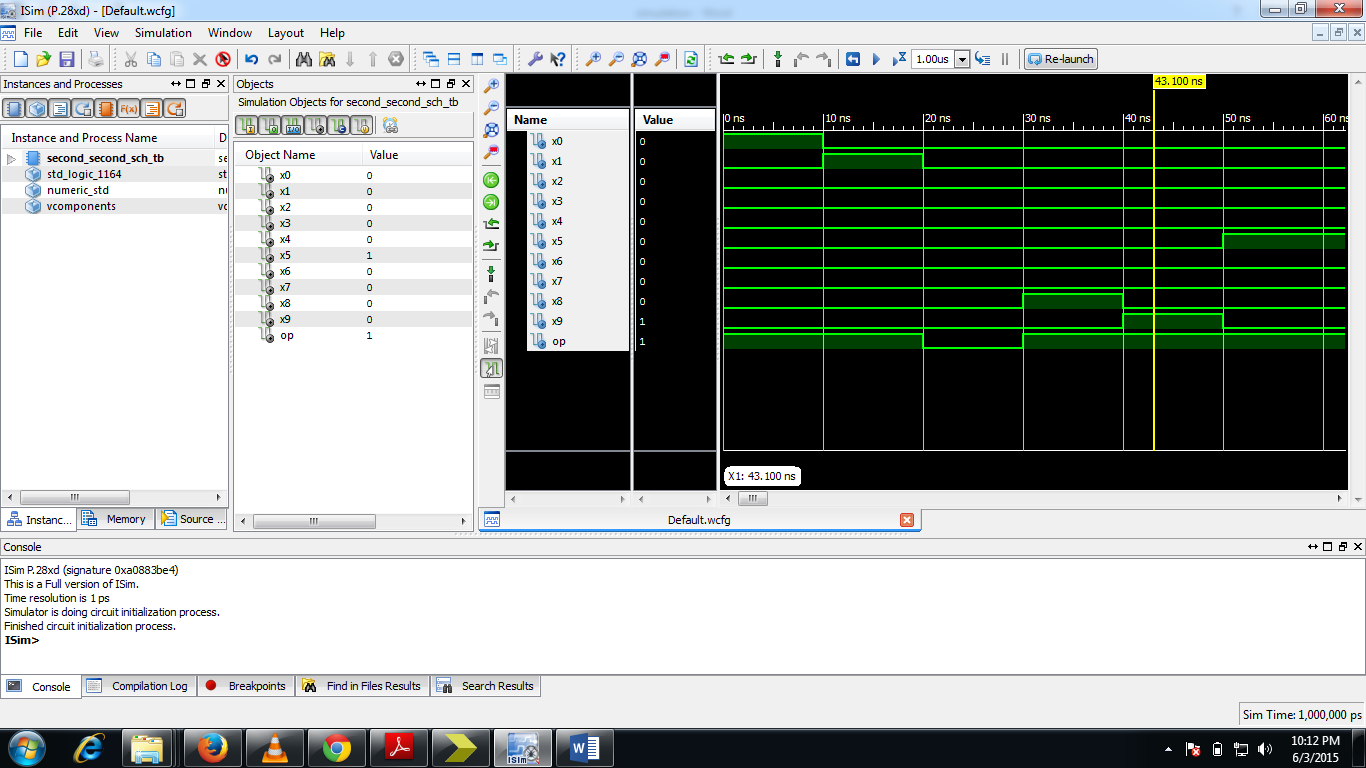 ISim (P.28xd) - [Default.wcfg]
File Edit View Simulation Window Layout Help
1.00us Re-launch
Instances and Processes
Instance and Process Name D
second_second_sch_tb se
std_logic_1164 st
numeric_std nu
vcomponents vc
Instanc... Memory Source ...
Objects
Simulation Objects for second_second_sch_tb
Object Name Value
x0 0
x1 0
x2 0
x3 0
x4 0
x5 1
x6 0
x7 0
x8 0
x9 0
op 1
43.100 ns
Name Value
0 ns 10 ns 20 ns 30 ns 40 ns 50 ns 60 ns
x0 0
x1 0
x2 0
x3 0
x4 0
x5 0
x6 0
x7 0
x8 0
x9 1
op 1
X1: 43.100 ns
Default.wcfg
Console
ISim P.28xd (signature 0xa0883be4)
This is a Full version of ISim.
Time resolution is 1 ps
Simulator is doing circuit initialization process.
Finished circuit initialization process.
ISim>
Console Compilation Log Breakpoints Find in Files Results Search Results
Sim Time: 1,000,000 ps
ISim
10:12 PM
6/3/2015